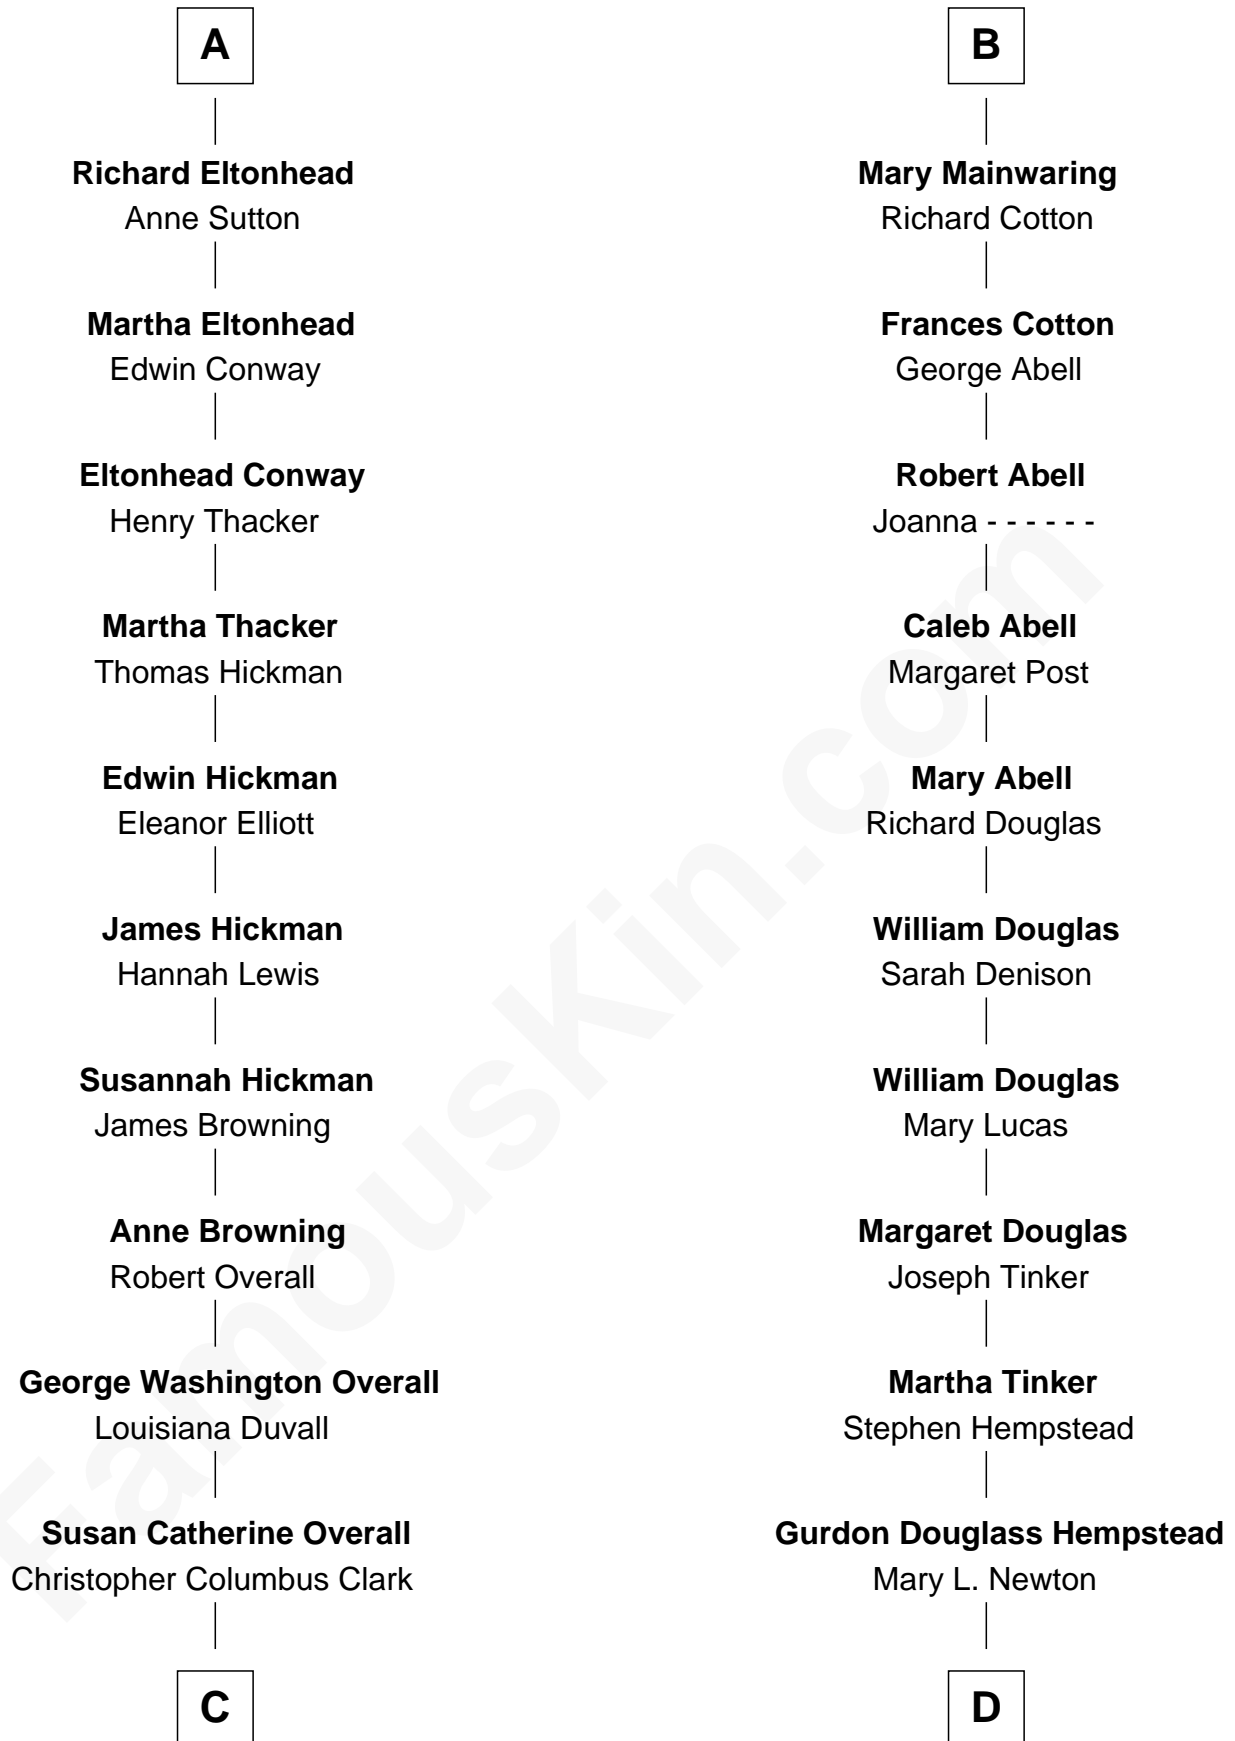 A
Richard Eltonhead
Anne Sutton
Martha Eltonhead
Edwin Conway
Eltonhead Conway
Henry Thacker
Martha Thacker
Thomas Hickman
Edwin Hickman
Eleanor Elliott
James Hickman
Hannah Lewis
Susannah Hickman
James Browning
Anne Browning
Robert Overall
George Washington Overall
Louisiana Duvall
Susan Catherine Overall
Christopher Columbus Clark
C
B
Mary Mainwaring
Richard Cotton
Frances Cotton
George Abell
Robert Abell
Joanna - - - - - -
Caleb Abell
Margaret Post
Mary Abell
Richard Douglas
William Douglas
Sarah Denison
William Douglas
Mary Lucas
Margaret Douglas
Joseph Tinker
Martha Tinker
Stephen Hempstead
Gurdon Douglass Hempstead
Mary L. Newton
D
FamousKin.com